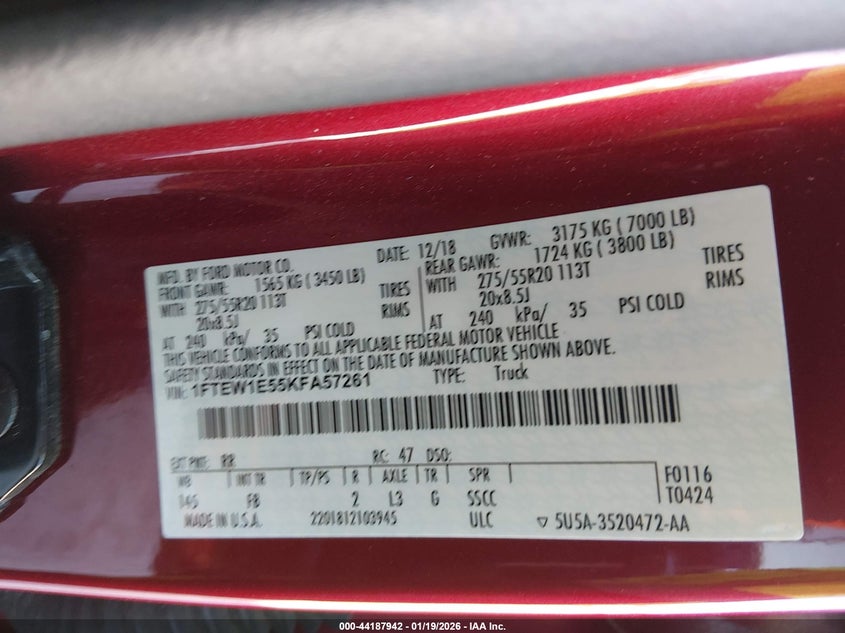 MFD. BY FORD MOTOR CO.
DATE: 12/18 GVWR: 3175 KG ( 7000 LB)
FRONT GAWR: 1565 KG ( 3450 LB)
REAR GAWR: 1724 KG ( 3800 LB)
WITH 275/55R20 113T TIRES
WITH 275/55R20 113T TIRES
20x8.5J RIMS
20x8.5J RIMS
AT 240 kPa/ 35 PSI COLD
AT 240 kPa/ 35 PSI COLD
THIS VEHICLE CONFORMS TO ALL APPLICABLE FEDERAL MOTOR VEHICLE
SAFETY STANDARDS IN EFFECT ON THE DATE OF MANUFACTURE SHOWN ABOVE.
VIN: 1FTEW1E55KFA57261 TYPE: Truck
EXT PNT: RR RC: 47 DSO:
WB INT TR TP/PS R AXLE TR SPR
145 FB 2 L3 G SSCC
F0116
T0424
MADE IN U.S.A. 2201812103945 ULC ▽ 5U5A-3520472-AA
000-44187942 - 01/19/2026 - IAA Inc.